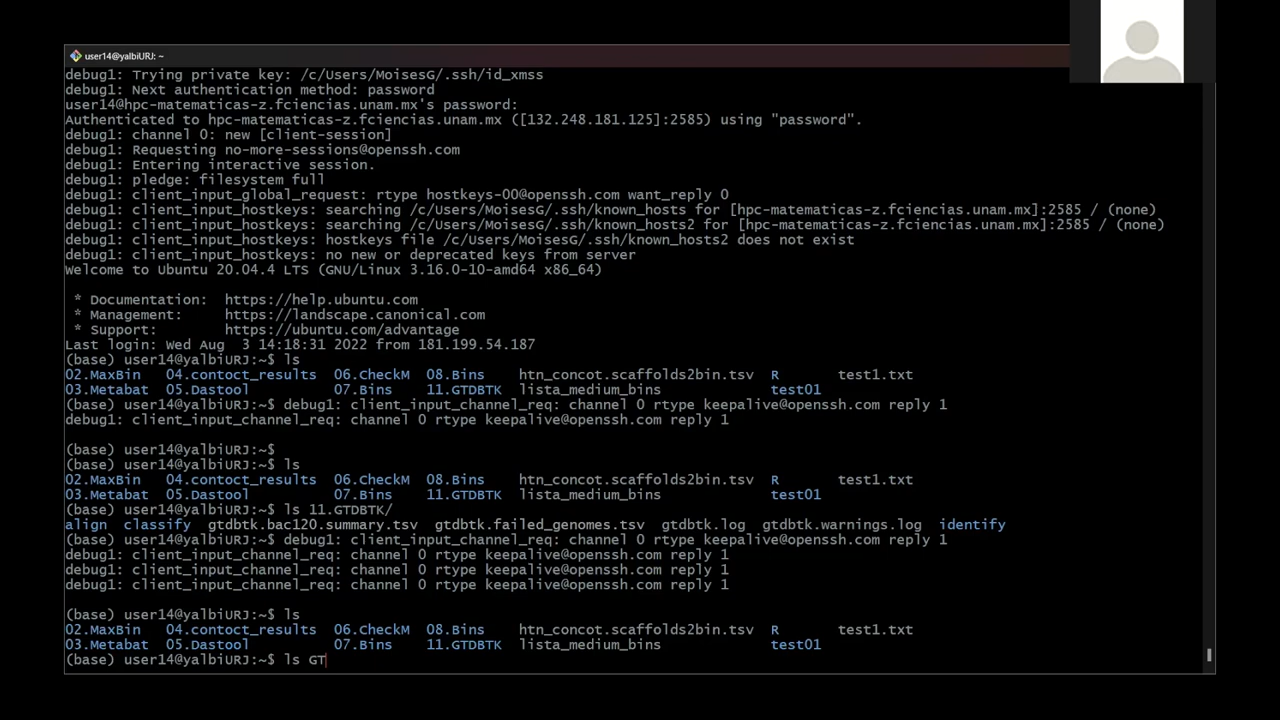 user14@yalbiURJ: ~
debug1: Trying private key: /c/Users/MoisesG/.ssh/id_xmss
debug1: Next authentication method: password
user14@hpc-matematicas-z.fciencias.unam.mx's password:
Authenticated to hpc-matematicas-z.fciencias.unam.mx ([132.248.181.125]:2585) using "password".
debug1: channel 0: new [client-session]
debug1: Requesting no-more-sessions@openssh.com
debug1: Entering interactive session.
debug1: pledge: filesystem full
debug1: client_input_global_request: rtype hostkeys-00@openssh.com want_reply 0
debug1: client_input_hostkeys: searching /c/Users/MoisesG/.ssh/known_hosts for [hpc-matematicas-z.fciencias.unam.mx]:2585 / (none)
debug1: client_input_hostkeys: searching /c/Users/MoisesG/.ssh/known_hosts2 for [hpc-matematicas-z.fciencias.unam.mx]:2585 / (none)
debug1: client_input_hostkeys: hostkeys file /c/Users/MoisesG/.ssh/known_hosts2 does not exist
debug1: client_input_hostkeys: no new or deprecated keys from server
Welcome to Ubuntu 20.04.4 LTS (GNU/Linux 3.16.0-10-amd64 x86_64)
* Documentation:  https://help.ubuntu.com
* Management:     https://landscape.canonical.com
* Support:        https://ubuntu.com/advantage
Last login: Wed Aug  3 14:18:31 2022 from 181.199.54.187
(base) user14@yalbiURJ:~$ ls
02.MaxBin   04.contoct_results  06.CheckM  08.Bins    htn_concot.scaffolds2bin.tsv  R       test1.txt
03.Metabat  05.Dastool          07.Bins    11.GTDBTK  lista_medium_bins             test01
(base) user14@yalbiURJ:~$ debug1: client_input_channel_req: channel 0 rtype keepalive@openssh.com reply 1
debug1: client_input_channel_req: channel 0 rtype keepalive@openssh.com reply 1
(base) user14@yalbiURJ:~$
(base) user14@yalbiURJ:~$ ls
02.MaxBin   04.contoct_results  06.CheckM  08.Bins    htn_concot.scaffolds2bin.tsv  R       test1.txt
03.Metabat  05.Dastool          07.Bins    11.GTDBTK  lista_medium_bins             test01
(base) user14@yalbiURJ:~$ ls 11.GTDBTK/
align  classify  gtdbtk.bac120.summary.tsv  gtdbtk.failed_genomes.tsv  gtdbtk.log  gtdbtk.warnings.log  identify
(base) user14@yalbiURJ:~$ debug1: client_input_channel_req: channel 0 rtype keepalive@openssh.com reply 1
debug1: client_input_channel_req: channel 0 rtype keepalive@openssh.com reply 1
debug1: client_input_channel_req: channel 0 rtype keepalive@openssh.com reply 1
debug1: client_input_channel_req: channel 0 rtype keepalive@openssh.com reply 1
(base) user14@yalbiURJ:~$ ls
02.MaxBin   04.contoct_results  06.CheckM  08.Bins    htn_concot.scaffolds2bin.tsv  R       test1.txt
03.Metabat  05.Dastool          07.Bins    11.GTDBTK  lista_medium_bins             test01
(base) user14@yalbiURJ:~$ ls GT